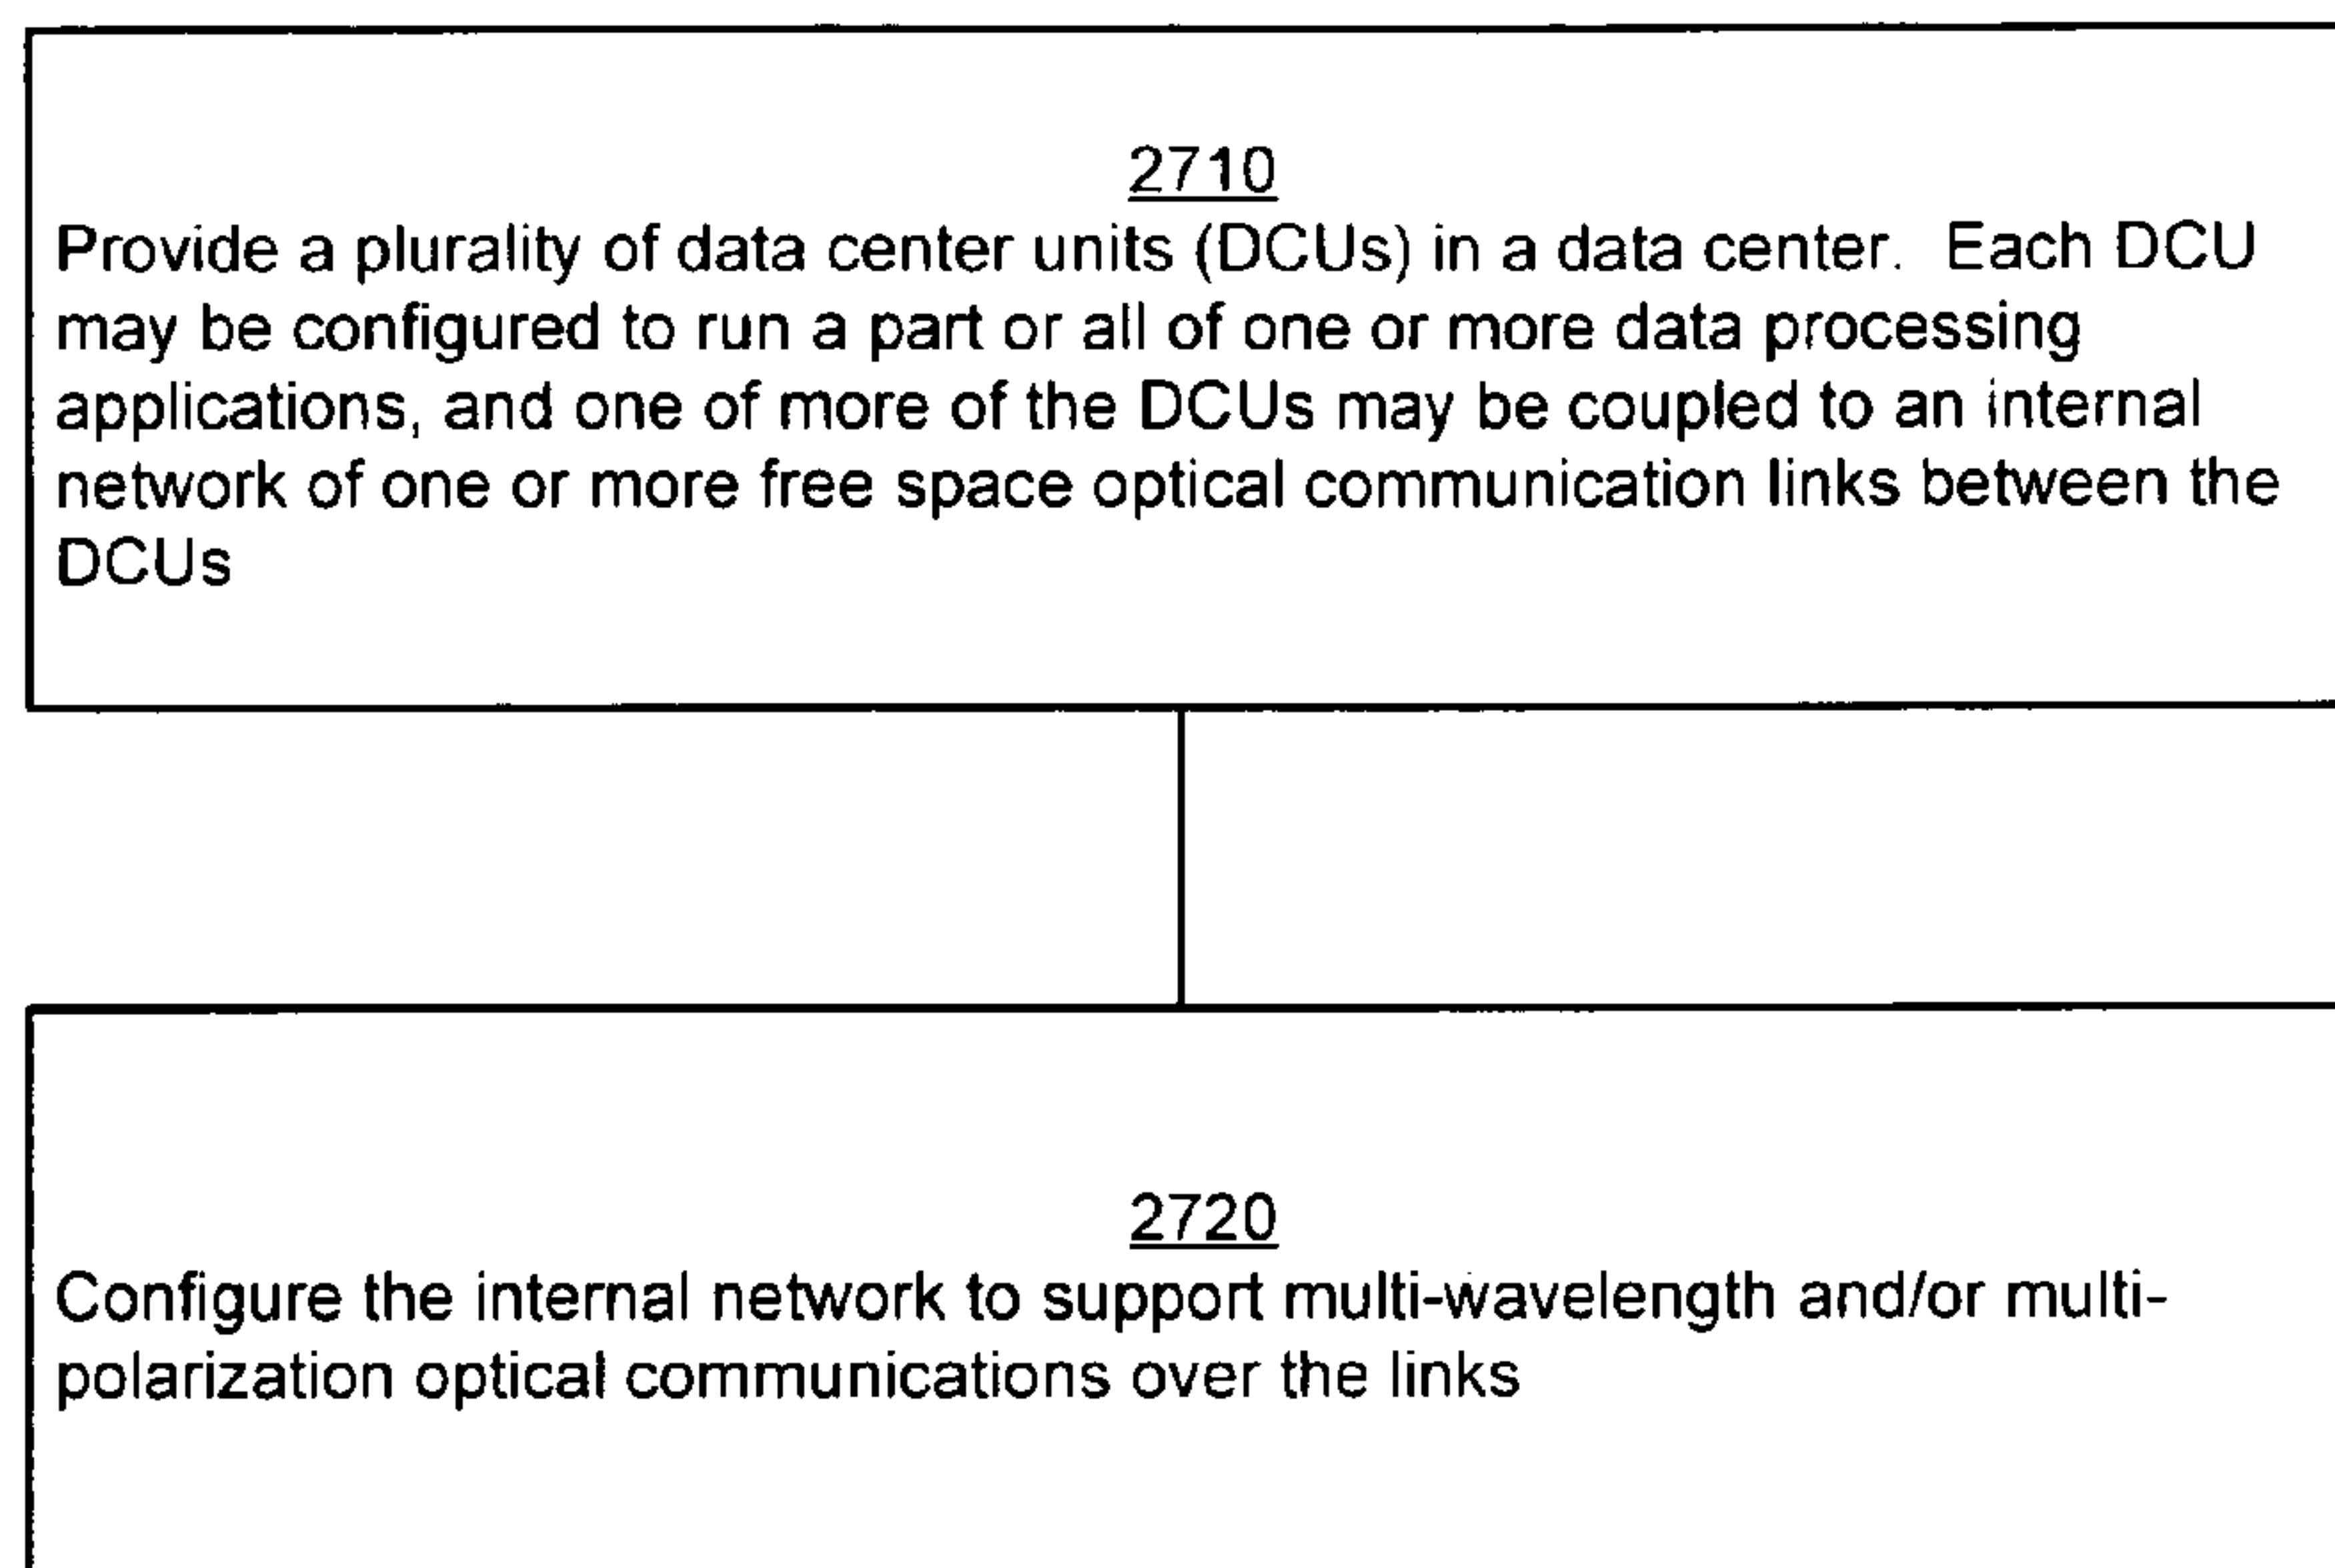 2710
Provide a plurality of data center units (DCUs) in a data center. Each DCU
may be configured to run a part or all of one or more data processing
applications, and one of more of the DCUs may be coupled to an internal
network of one or more free space optical communication links between the
DCUs
2720
Configure the internal network to support multi-wavelength and/or multi-
polarization optical communications over the links